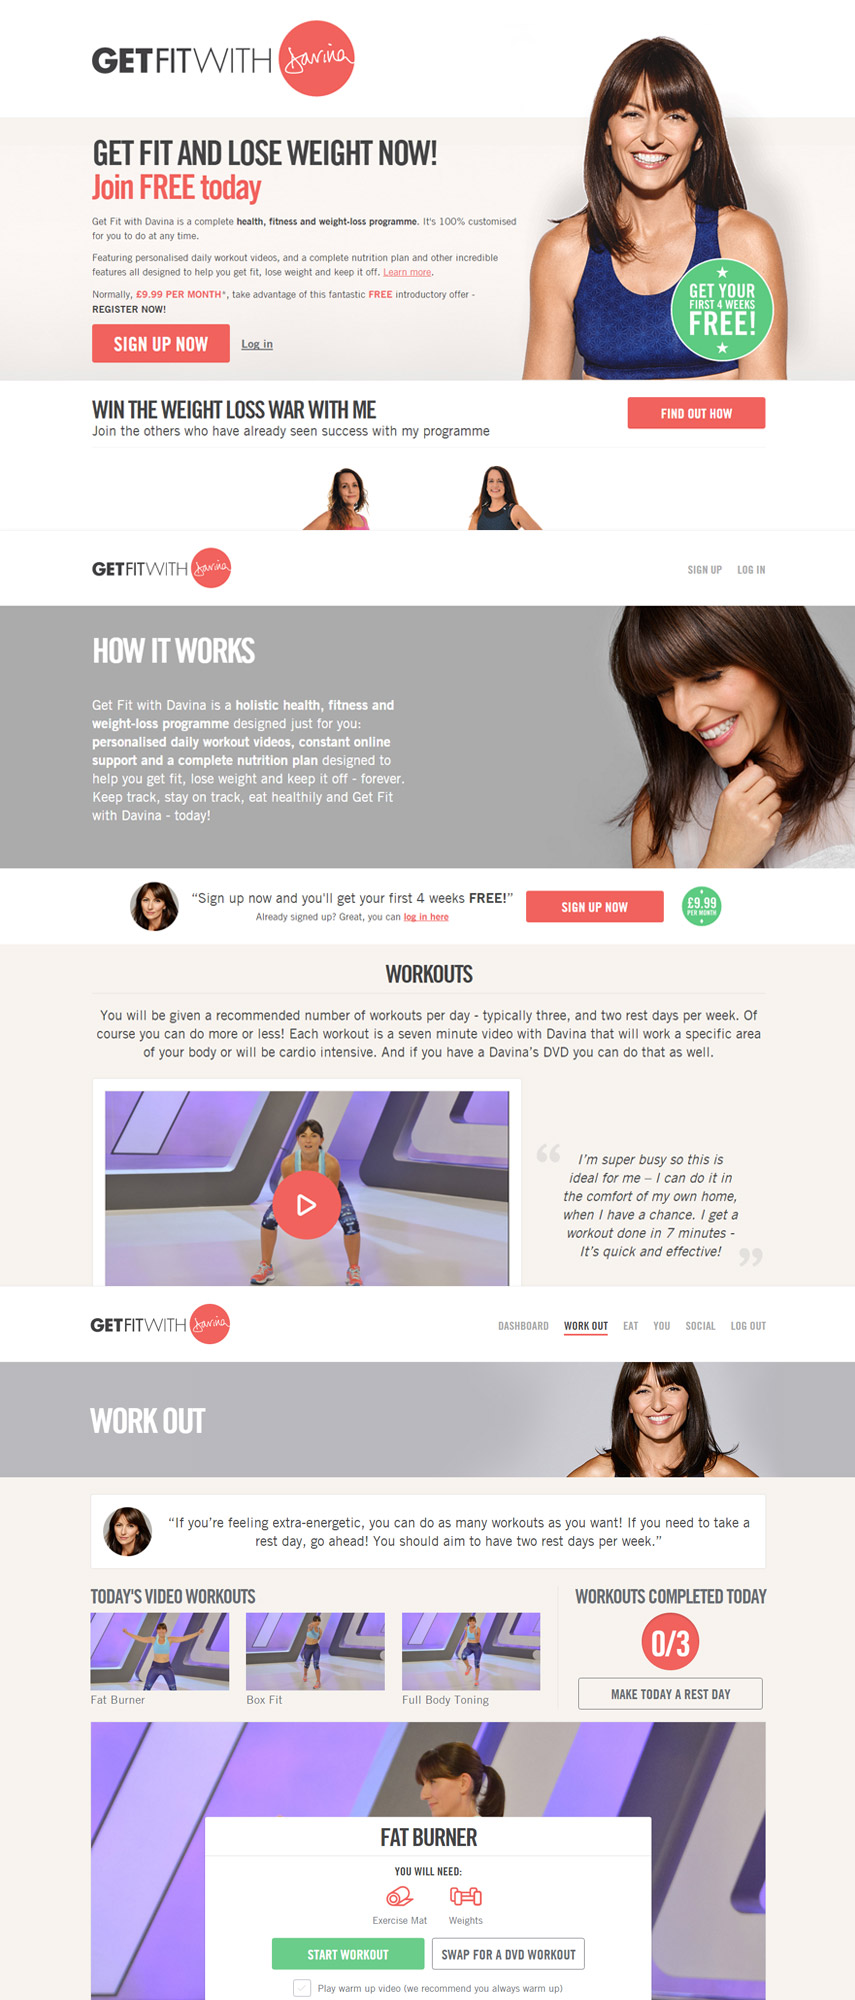 GETFITWITH Davina
GET FIT AND LOSE WEIGHT NOW!
Join FREE today
Get Fit with Davina is a complete health, fitness and weight-loss programme. It's 100% customised
for you to do at any time.
Featuring personalised daily workout videos, and a complete nutrition plan and other incredible
features all designed to help you get fit, lose weight and keep it off. Learn more.
Normally, £9.99 PER MONTH*, take advantage of this fantastic FREE introductory offer -
REGISTER NOW!
SIGN UP NOW
Log in
GET YOUR
FIRST 4 WEEKS
FREE!
WIN THE WEIGHT LOSS WAR WITH ME
Join the others who have already seen success with my programme
FIND OUT HOW
GETFITWITH Davina
SIGN UP
LOG IN
HOW IT WORKS
Get Fit with Davina is a holistic health, fitness and
weight-loss programme designed just for you:
personalised daily workout videos, constant online
support and a complete nutrition plan designed to
help you get fit, lose weight and keep it off - forever.
Keep track, stay on track, eat healthily and Get Fit
with Davina - today!
“Sign up now and you'll get your first 4 weeks FREE!”
Already signed up? Great, you can log in here
SIGN UP NOW
£9.99
PER MONTH
WORKOUTS
You will be given a recommended number of workouts per day - typically three, and two rest days per week. Of
course you can do more or less! Each workout is a seven minute video with Davina that will work a specific area
of your body or will be cardio intensive. And if you have a Davina’s DVD you can do that as well.
“ I’m super busy so this is
ideal for me – I can do it in
the comfort of my own home,
when I have a chance. I get a
workout done in 7 minutes -
It’s quick and effective! ”
GETFITWITH Davina
DASHBOARD
WORK OUT
EAT
YOU
SOCIAL
LOG OUT
WORK OUT
“If you’re feeling extra-energetic, you can do as many workouts as you want! If you need to take a
rest day, go ahead! You should aim to have two rest days per week.”
TODAY'S VIDEO WORKOUTS
Fat Burner
Box Fit
Full Body Toning
WORKOUTS COMPLETED TODAY
0/3
MAKE TODAY A REST DAY
FAT BURNER
YOU WILL NEED:
Exercise Mat
Weights
START WORKOUT
SWAP FOR A DVD WORKOUT
Play warm up video (we recommend you always warm up)